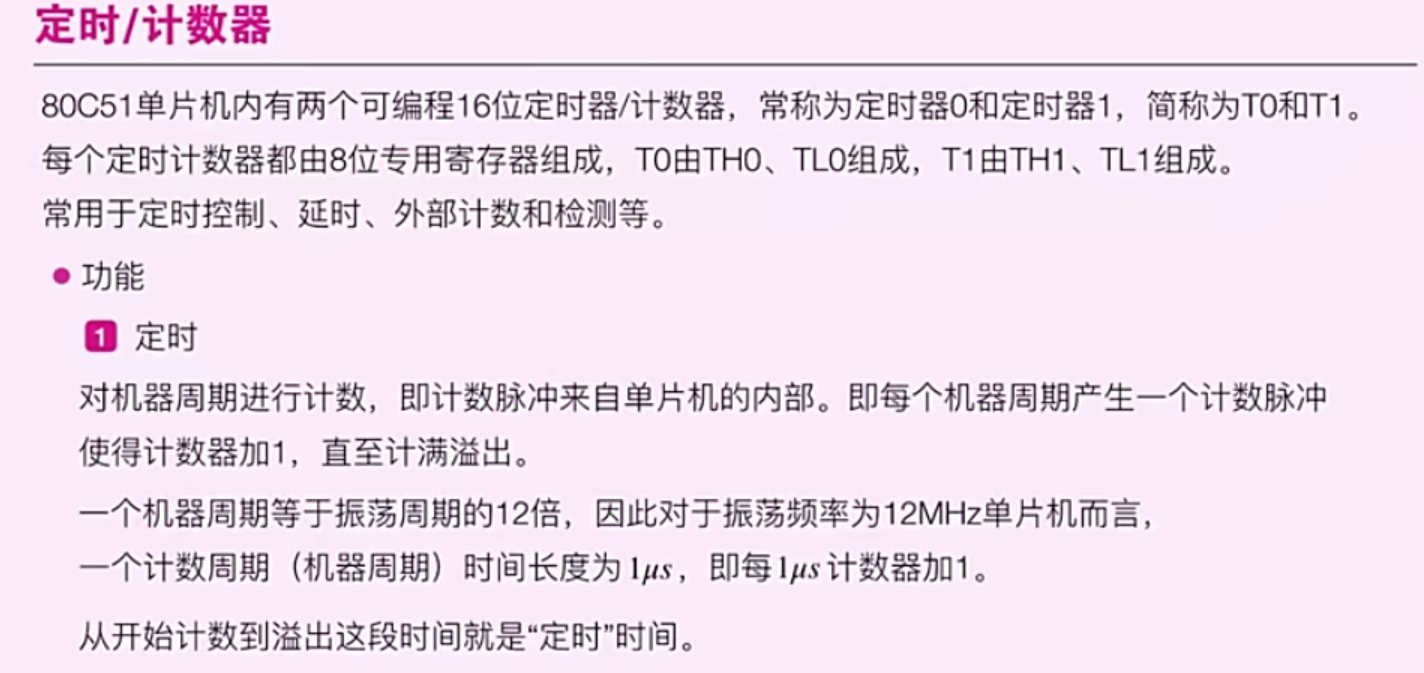 定时/计数器
80C51单片机内有两个可编程16位定时器/计数器，常称为定时器0和定时器1，简称为T0和T1。
每个定时计数器都由8位专用寄存器组成，T0由TH0、TL0组成，T1由TH1、TL1组成。
常用于定时控制、延时、外部计数和检测等。
● 功能
1 定时
对机器周期进行计数，即计数脉冲来自单片机的内部。即每个机器周期产生一个计数脉冲
使得计数器加1，直至计满溢出。
一个机器周期等于振荡周期的12倍，因此对于振荡频率为12MHz单片机而言，
一个计数周期（机器周期）时间长度为1μs，即每1μs计数器加1。
从开始计数到溢出这段时间就是“定时”时间。